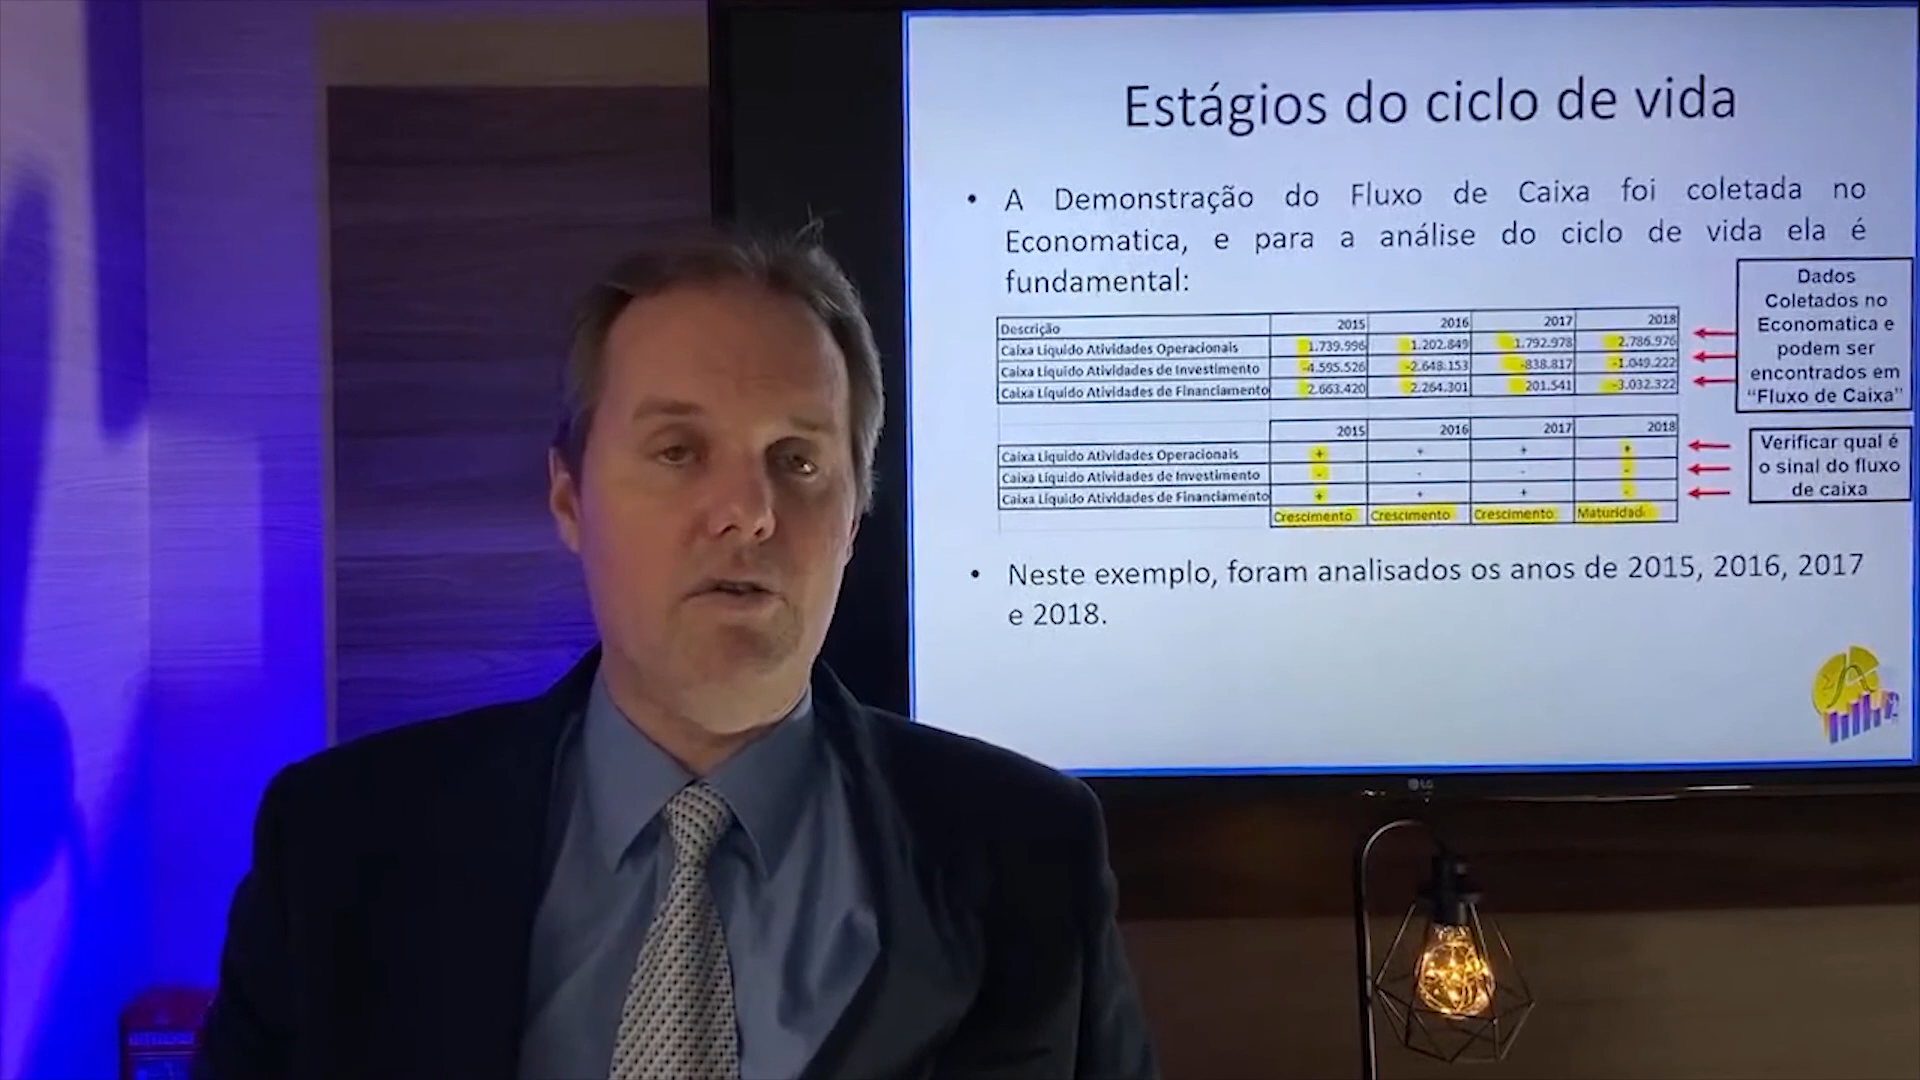 Estágios do ciclo de vida
• A Demonstração do Fluxo de Caixa foi coletada no
Economatica, e para a análise do ciclo de vida ela é
fundamental:
Descrição 2015 2016 2017 2018
Caixa Líquido Atividades Operacionais 1.739.996 1.202.849 1.792.978 2.786.976
Caixa Líquido Atividades de Investimento -4.595.526 -2.648.153 -838.817 -1.049.222
Caixa Líquido Atividades de Financiamento 2.663.420 2.264.301 201.541 -3.032.322
Dados
Coletados no
Economatica e
podem ser
encontrados em
“Fluxo de Caixa”
2015 2016 2017 2018
Caixa Líquido Atividades Operacionais + + + +
Caixa Líquido Atividades de Investimento - - - -
Caixa Líquido Atividades de Financiamento + + + -
Crescimento Crescimento Crescimento Maturidade
Verificar qual é
o sinal do fluxo
de caixa
• Neste exemplo, foram analisados os anos de 2015, 2016, 2017
e 2018.
LG